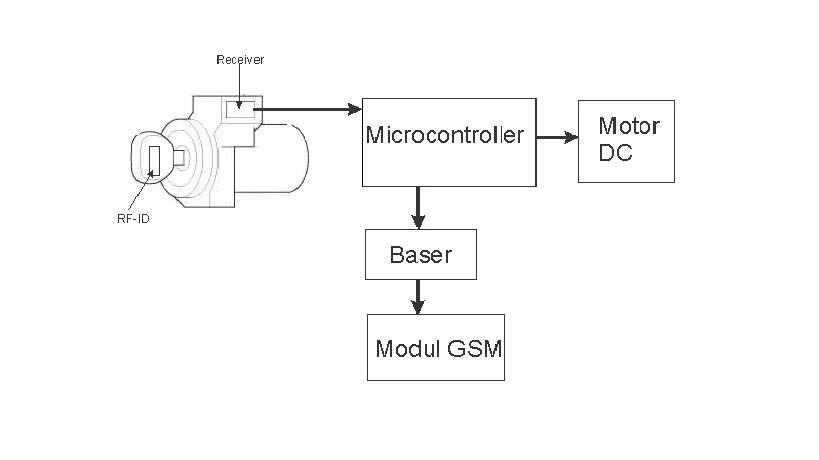 Receiver
Microcontroller
Motor
DC
RF-ID
Baser
Modul GSM